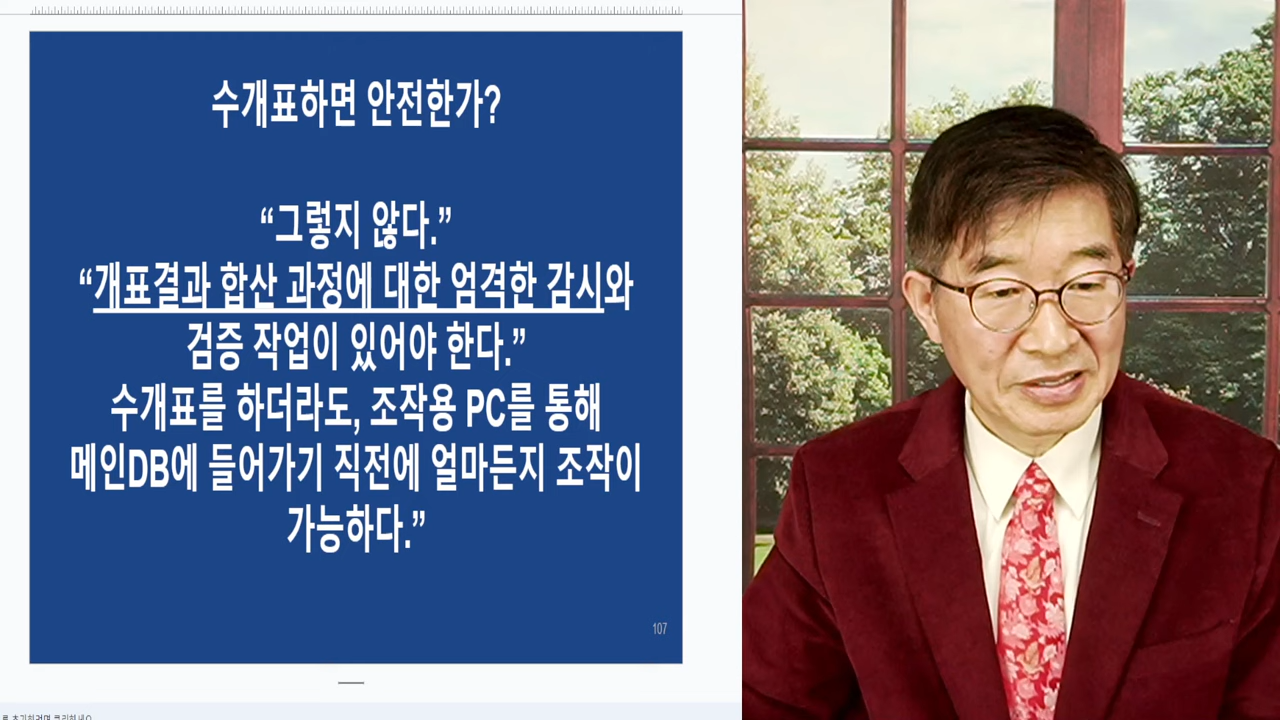 수개표하면 안전한가?
“그렇지 않다.”
“개표결과 합산 과정에 대한 엄격한 감시와
검증 작업이 있어야 한다.”
수개표를 하더라도, 조작용 PC를 통해
메인DB에 들어가기 직전에 얼마든지 조작이
가능하다.”
107